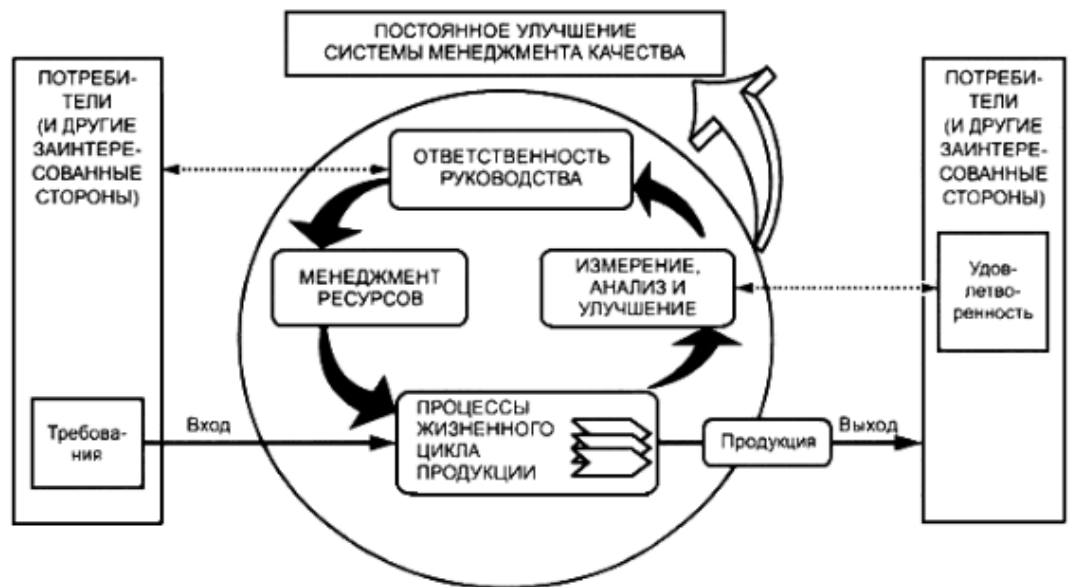 ПОСТОЯННОЕ УЛУЧШЕНИЕ
СИСТЕМЫ МЕНЕДЖМЕНТА КАЧЕСТВА
ПОТРЕБИ-
ТЕЛИ
(И ДРУГИЕ
ЗАИНТЕРЕ-
СОВАННЫЕ
СТОРОНЫ)
ПОТРЕБИ-
ТЕЛИ
(И ДРУГИЕ
ЗАИНТЕРЕ-
СОВАННЫЕ
СТОРОНЫ)
ОТВЕТСТВЕННОСТЬ
РУКОВОДСТВА
МЕНЕДЖМЕНТ
РЕСУРСОВ
ИЗМЕРЕНИЕ,
АНАЛИЗ И
УЛУЧШЕНИЕ
Удов-
летво-
ренность
Требова-
ния
Вход
ПРОЦЕССЫ
ЖИЗНЕННОГО
ЦИКЛА
ПРОДУКЦИИ
Продукция
Выход